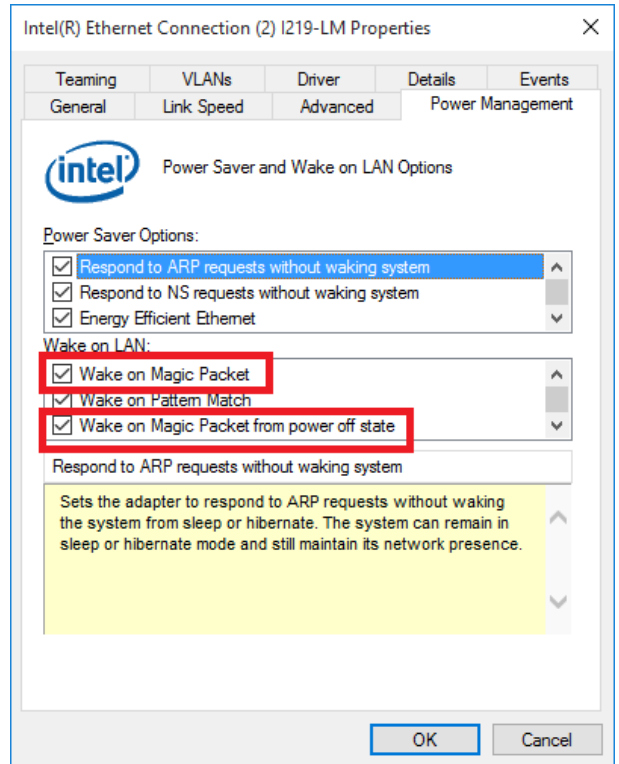 Intel(R) Ethernet Connection (2) I219-LM Properties
Teaming VLANs Driver Details Events
General Link Speed Advanced Power Management
intel Power Saver and Wake on LAN Options
Power Saver Options:
Respond to ARP requests without waking system
Respond to NS requests without waking system
Energy Efficient Ethernet
Wake on LAN:
Wake on Magic Packet
Wake on Pattern Match
Wake on Magic Packet from power off state
Respond to ARP requests without waking system
Sets the adapter to respond to ARP requests without waking
the system from sleep or hibernate. The system can remain in
sleep or hibernate mode and still maintain its network presence.
OK Cancel